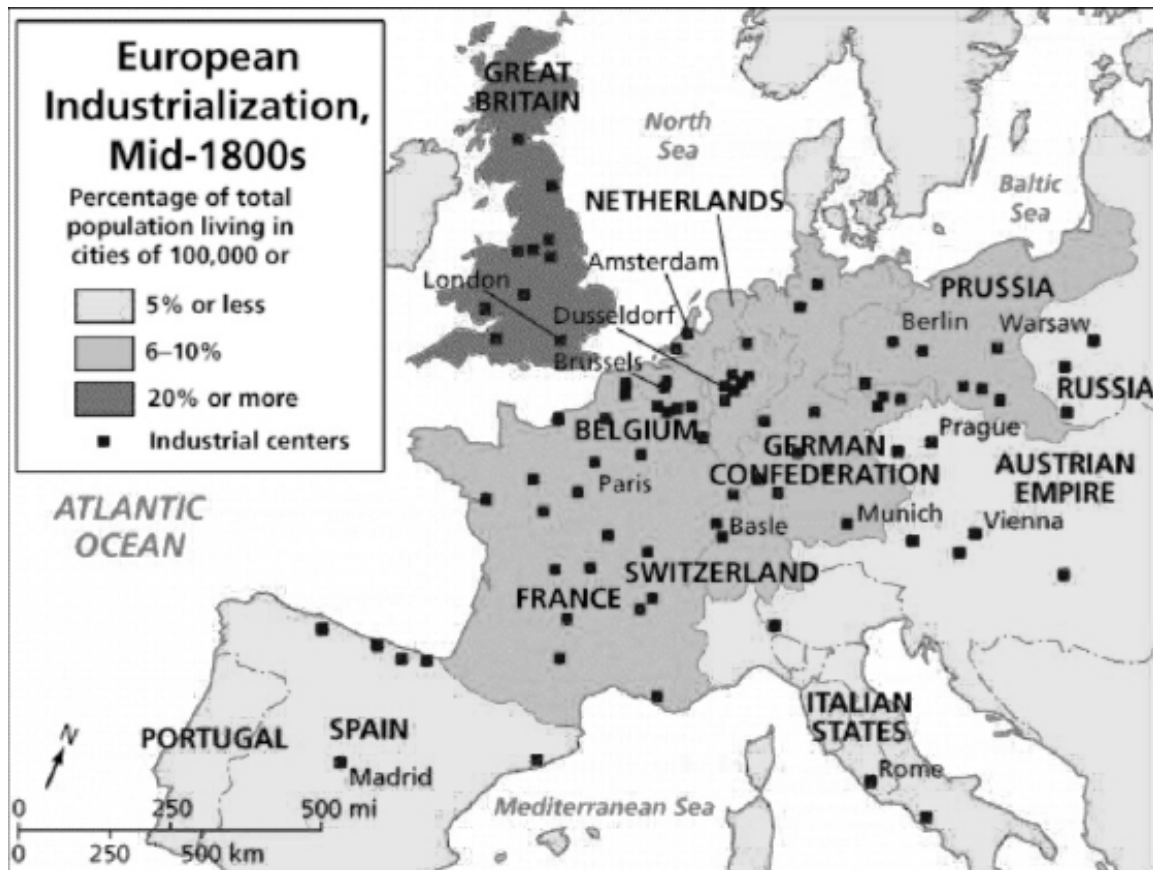 European
Industrialization,
Mid-1800s
Percentage of total
population living in
cities of 100,000 or
5% or less
6–10%
20% or more
Industrial centers
GREAT
BRITAIN
North
Sea
Baltic
Sea
NETHERLANDS
Amsterdam
London
Dusseldorf
Brussels
PRUSSIA
Berlin
Warsaw
RUSSIA
BELGIUM
GERMAN
CONFEDERATION
Prague
AUSTRIAN
EMPIRE
Paris
Basle
Munich
Vienna
ATLANTIC
OCEAN
SWITZERLAND
FRANCE
ITALIAN
STATES
Rome
PORTUGAL
SPAIN
Madrid
Mediterranean Sea
N
0 250 500 mi
0 250 500 km